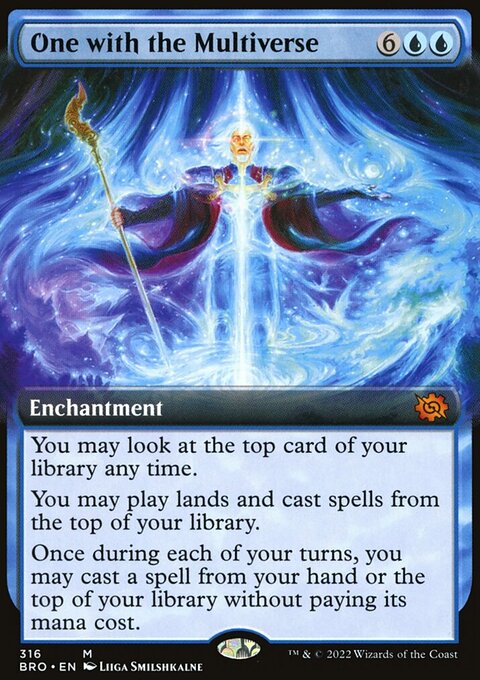 One with the Multiverse 6
Enchantment
You may look at the top card of your
library any time.
You may play lands and cast spells from
the top of your library.
Once during each of your turns, you
may cast a spell from your hand or the
top of your library without paying its
mana cost.
316 M
BRO • EN Liiga Smilshkalne
™ & © 2022 Wizards of the Coast